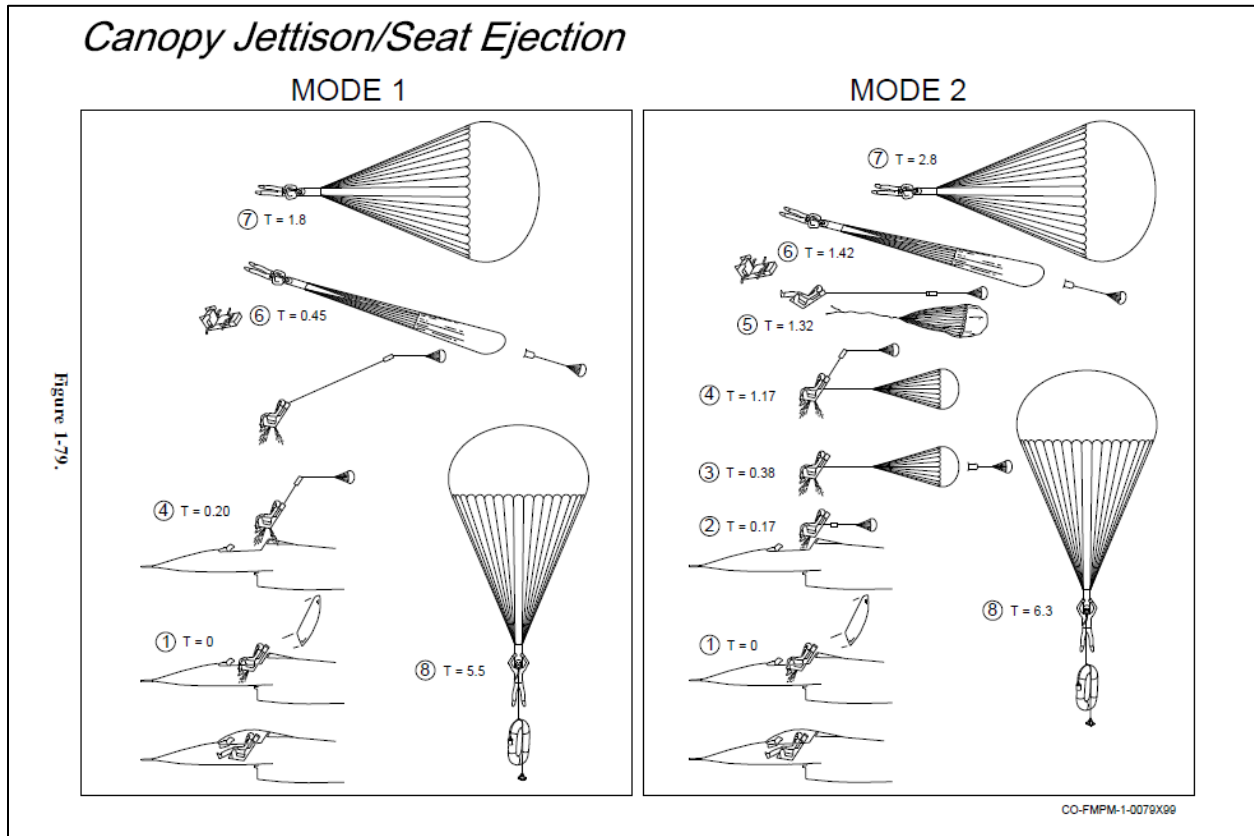 Canopy Jettison/Seat Ejection
MODE 1
7 T = 1.8
6 T = 0.45
4 T = 0.20
1 T = 0
8 T = 5.5
MODE 2
7 T = 2.8
6 T = 1.42
5 T = 1.32
4 T = 1.17
3 T = 0.38
2 T = 0.17
1 T = 0
8 T = 6.3
Figure 1-79.
CO-FMPM-1-0079X99